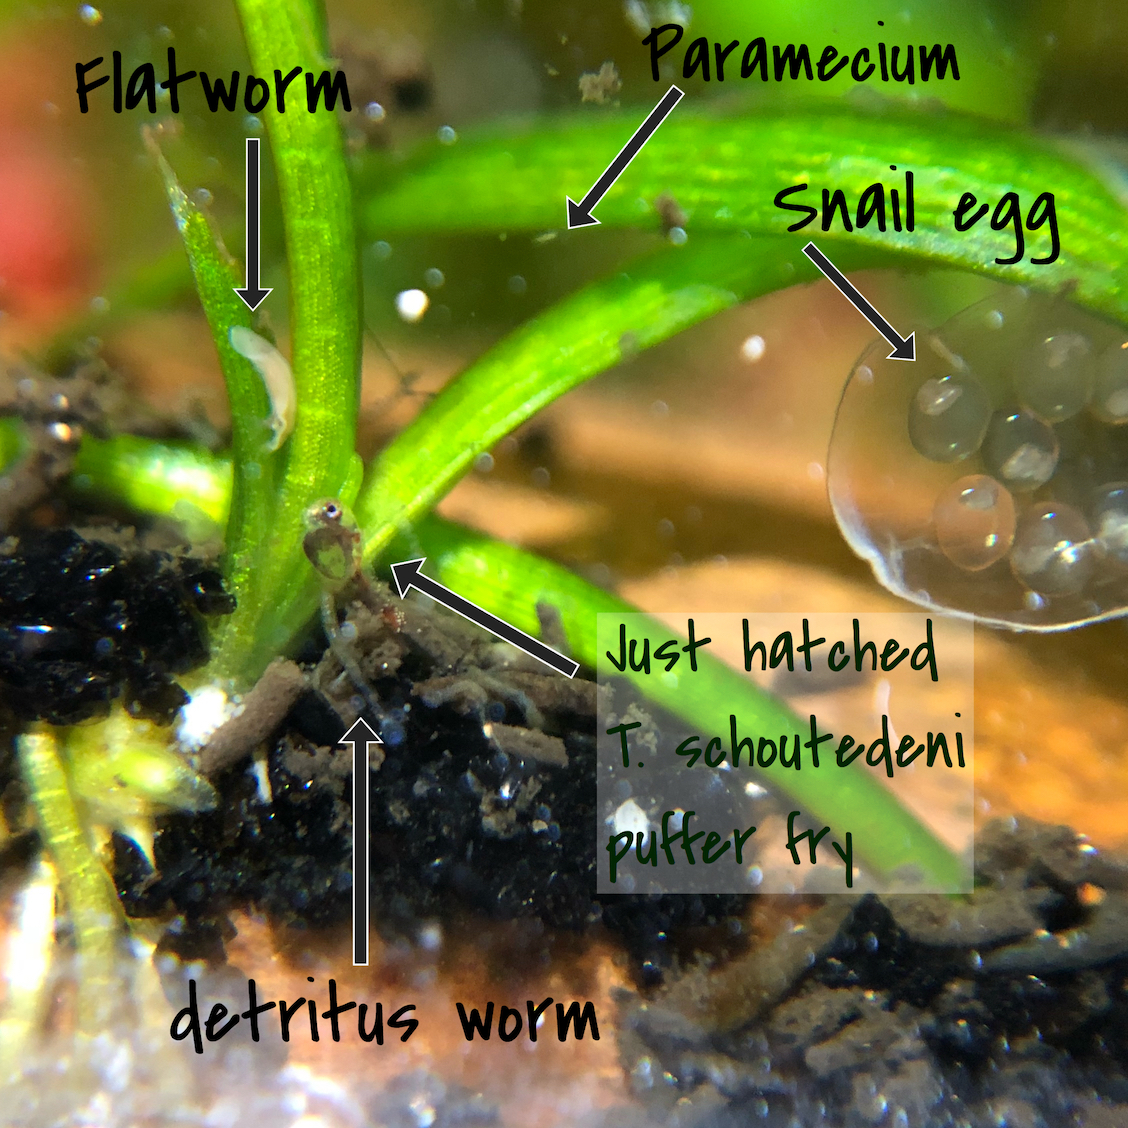 Paramecium
Flatworm
Snail egg
Just hatched
T. schoutedeni
puffer fry
detritus worm